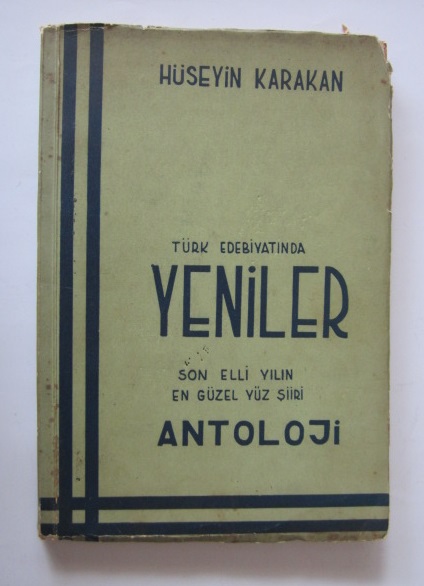 HÜSEYİN KARAKAN
TÜRK EDEBİYATINDA
YENİLER
SON ELLİ YILIN
EN GÜZEL YÜZ ŞİİRİ
ANTOLOJİ